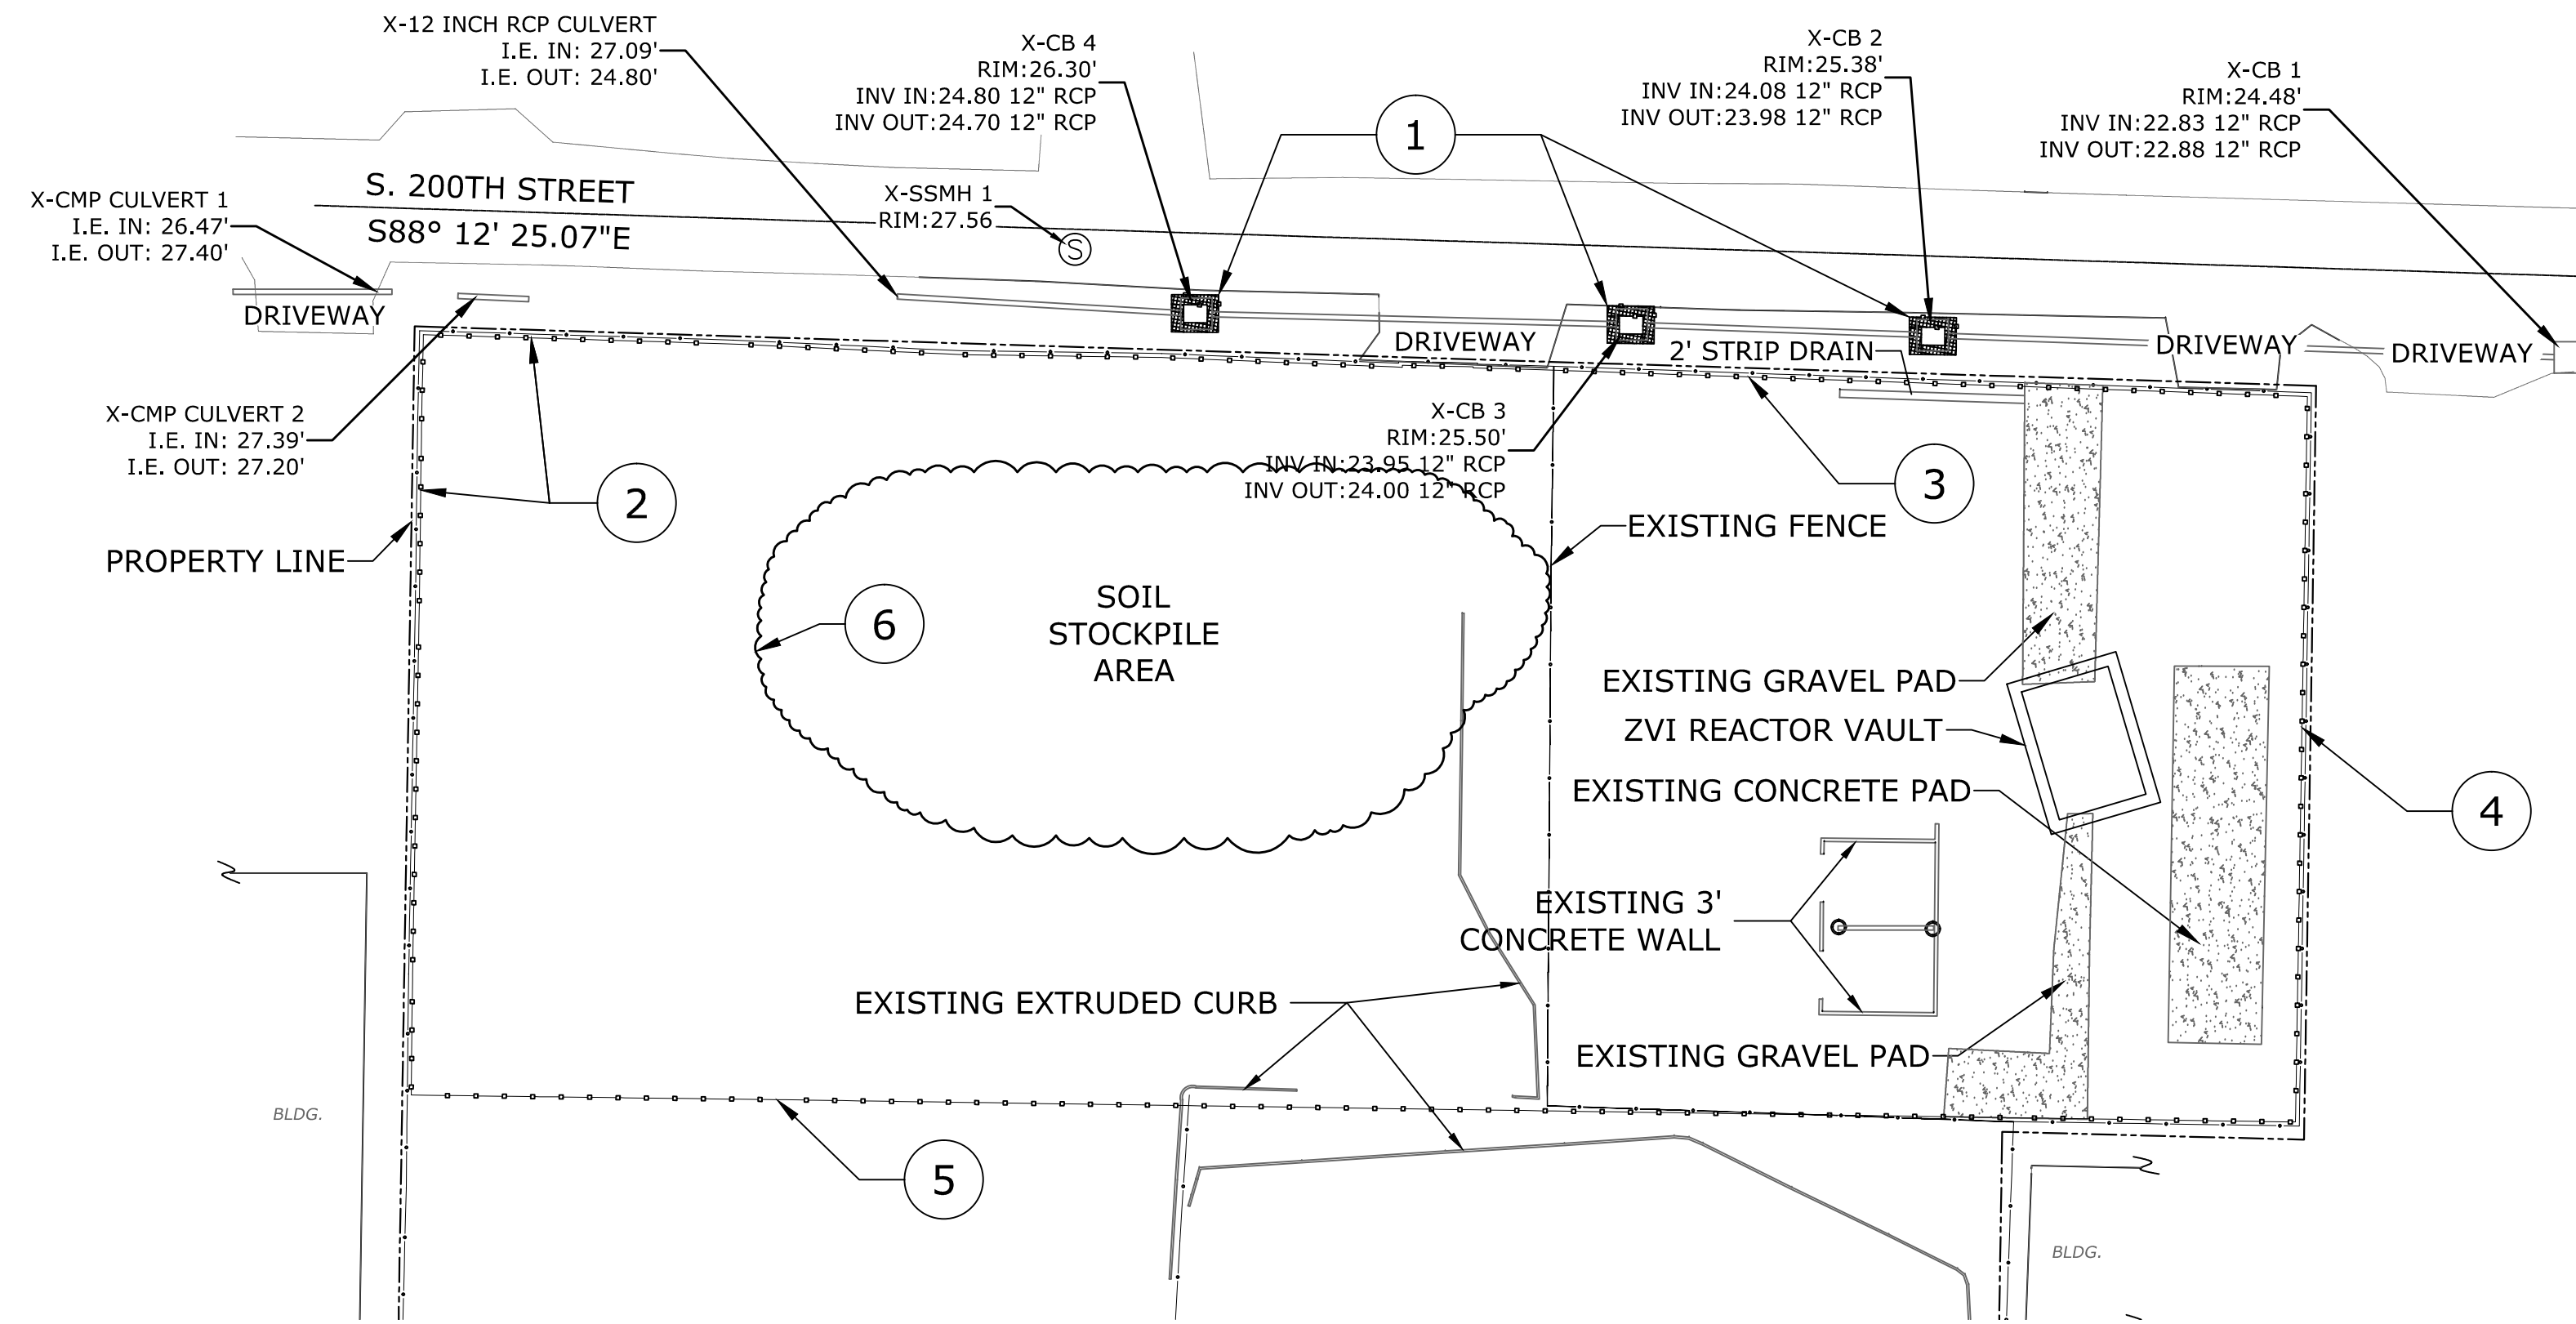 X-12 INCH RCP CULVERT
I.E. IN: 27.09'
I.E. OUT: 24.80'
X-CB 4
RIM:26.30'
INV IN:24.80 12" RCP
INV OUT:24.70 12" RCP
1
X-CB 2
RIM:25.38'
INV IN:24.08 12" RCP
INV OUT:23.98 12" RCP
X-CB 1
RIM:24.48'
INV IN:22.83 12" RCP
INV OUT:22.88 12" RCP
S. 200TH STREET
S88° 12' 25.07"E
X-CMP CULVERT 1
I.E. IN: 26.47'
I.E. OUT: 27.40'
X-SSMH 1
RIM:27.56
S
DRIVEWAY
DRIVEWAY
2' STRIP DRAIN
DRIVEWAY
DRIVEWAY
X-CMP CULVERT 2
I.E. IN: 27.39'
I.E. OUT: 27.20'
X-CB 3
RIM:25.50'
INV IN:23.95 12" RCP
INV OUT:24.00 12" RCP
2
3
PROPERTY LINE
EXISTING FENCE
6
SOIL
STOCKPILE
AREA
EXISTING GRAVEL PAD
ZVI REACTOR VAULT
EXISTING CONCRETE PAD
4
EXISTING 3'
CONCRETE WALL
EXISTING EXTRUDED CURB
EXISTING GRAVEL PAD
BLDG.
5
BLDG.